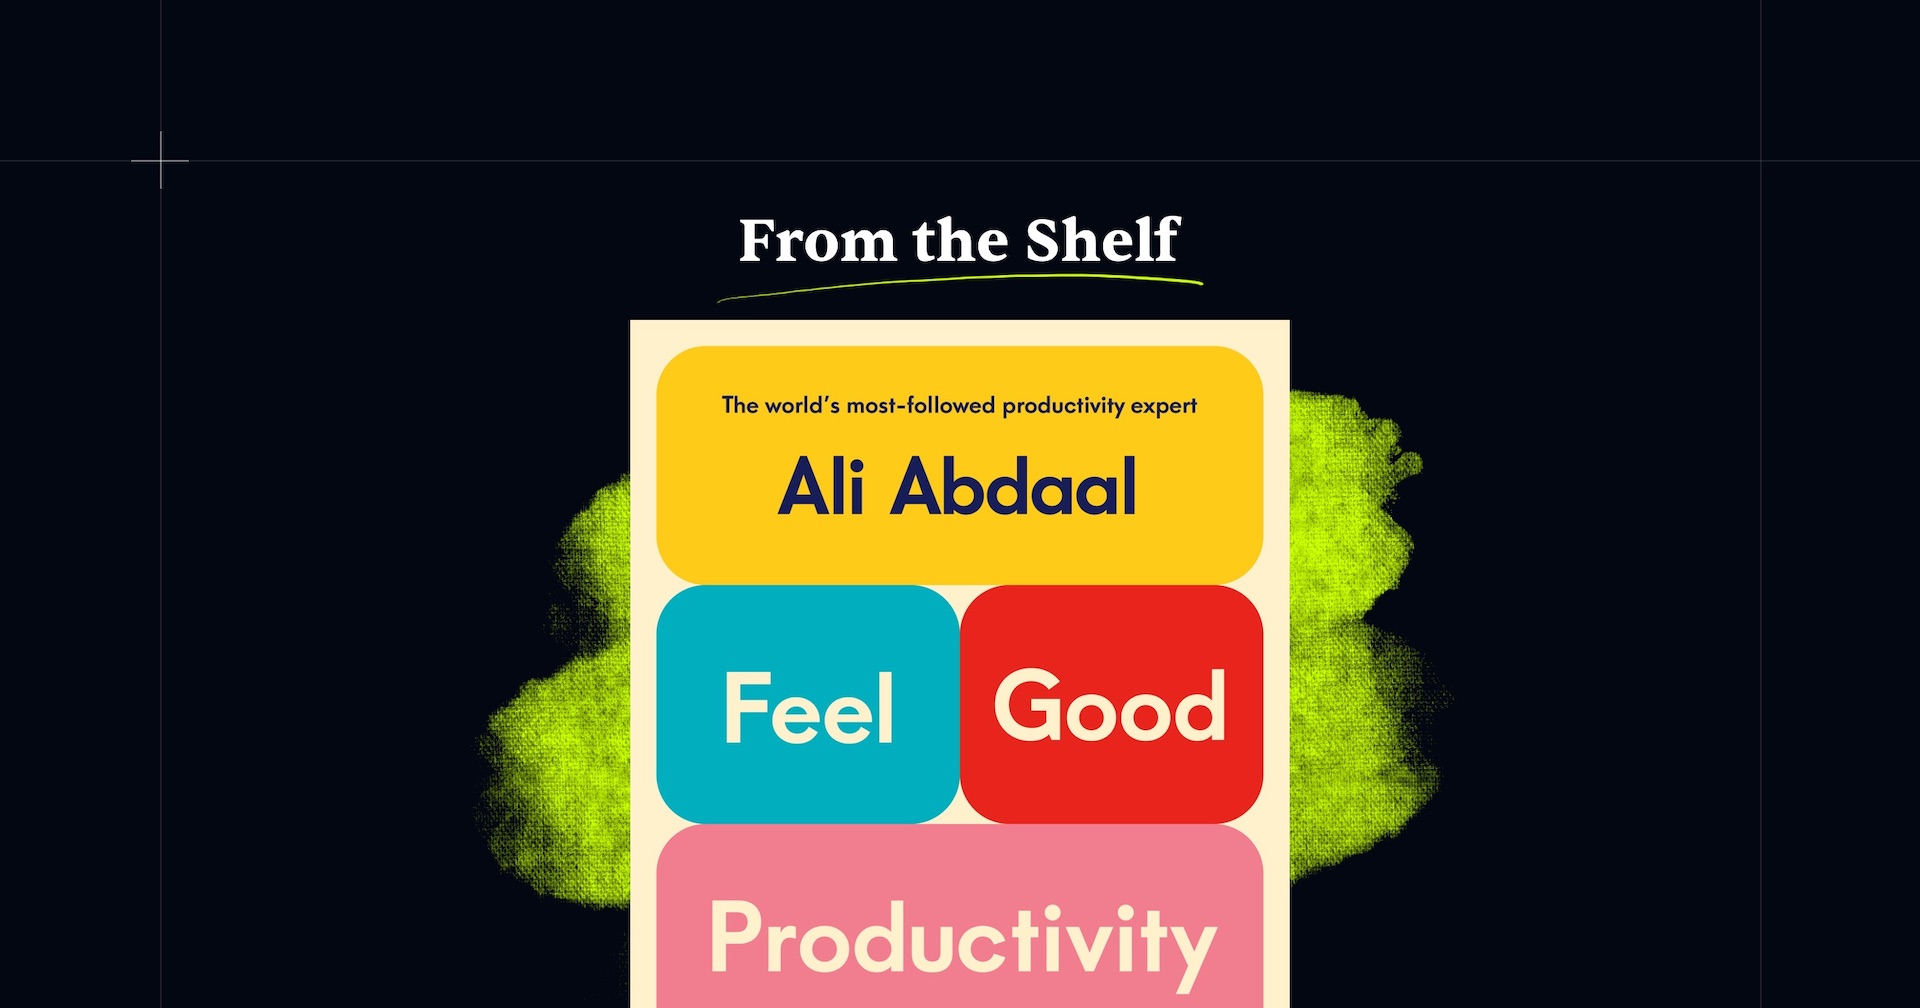 From the Shelf
The world’s most-followed productivity expert
Ali Abdaal
Feel Good
Productivity